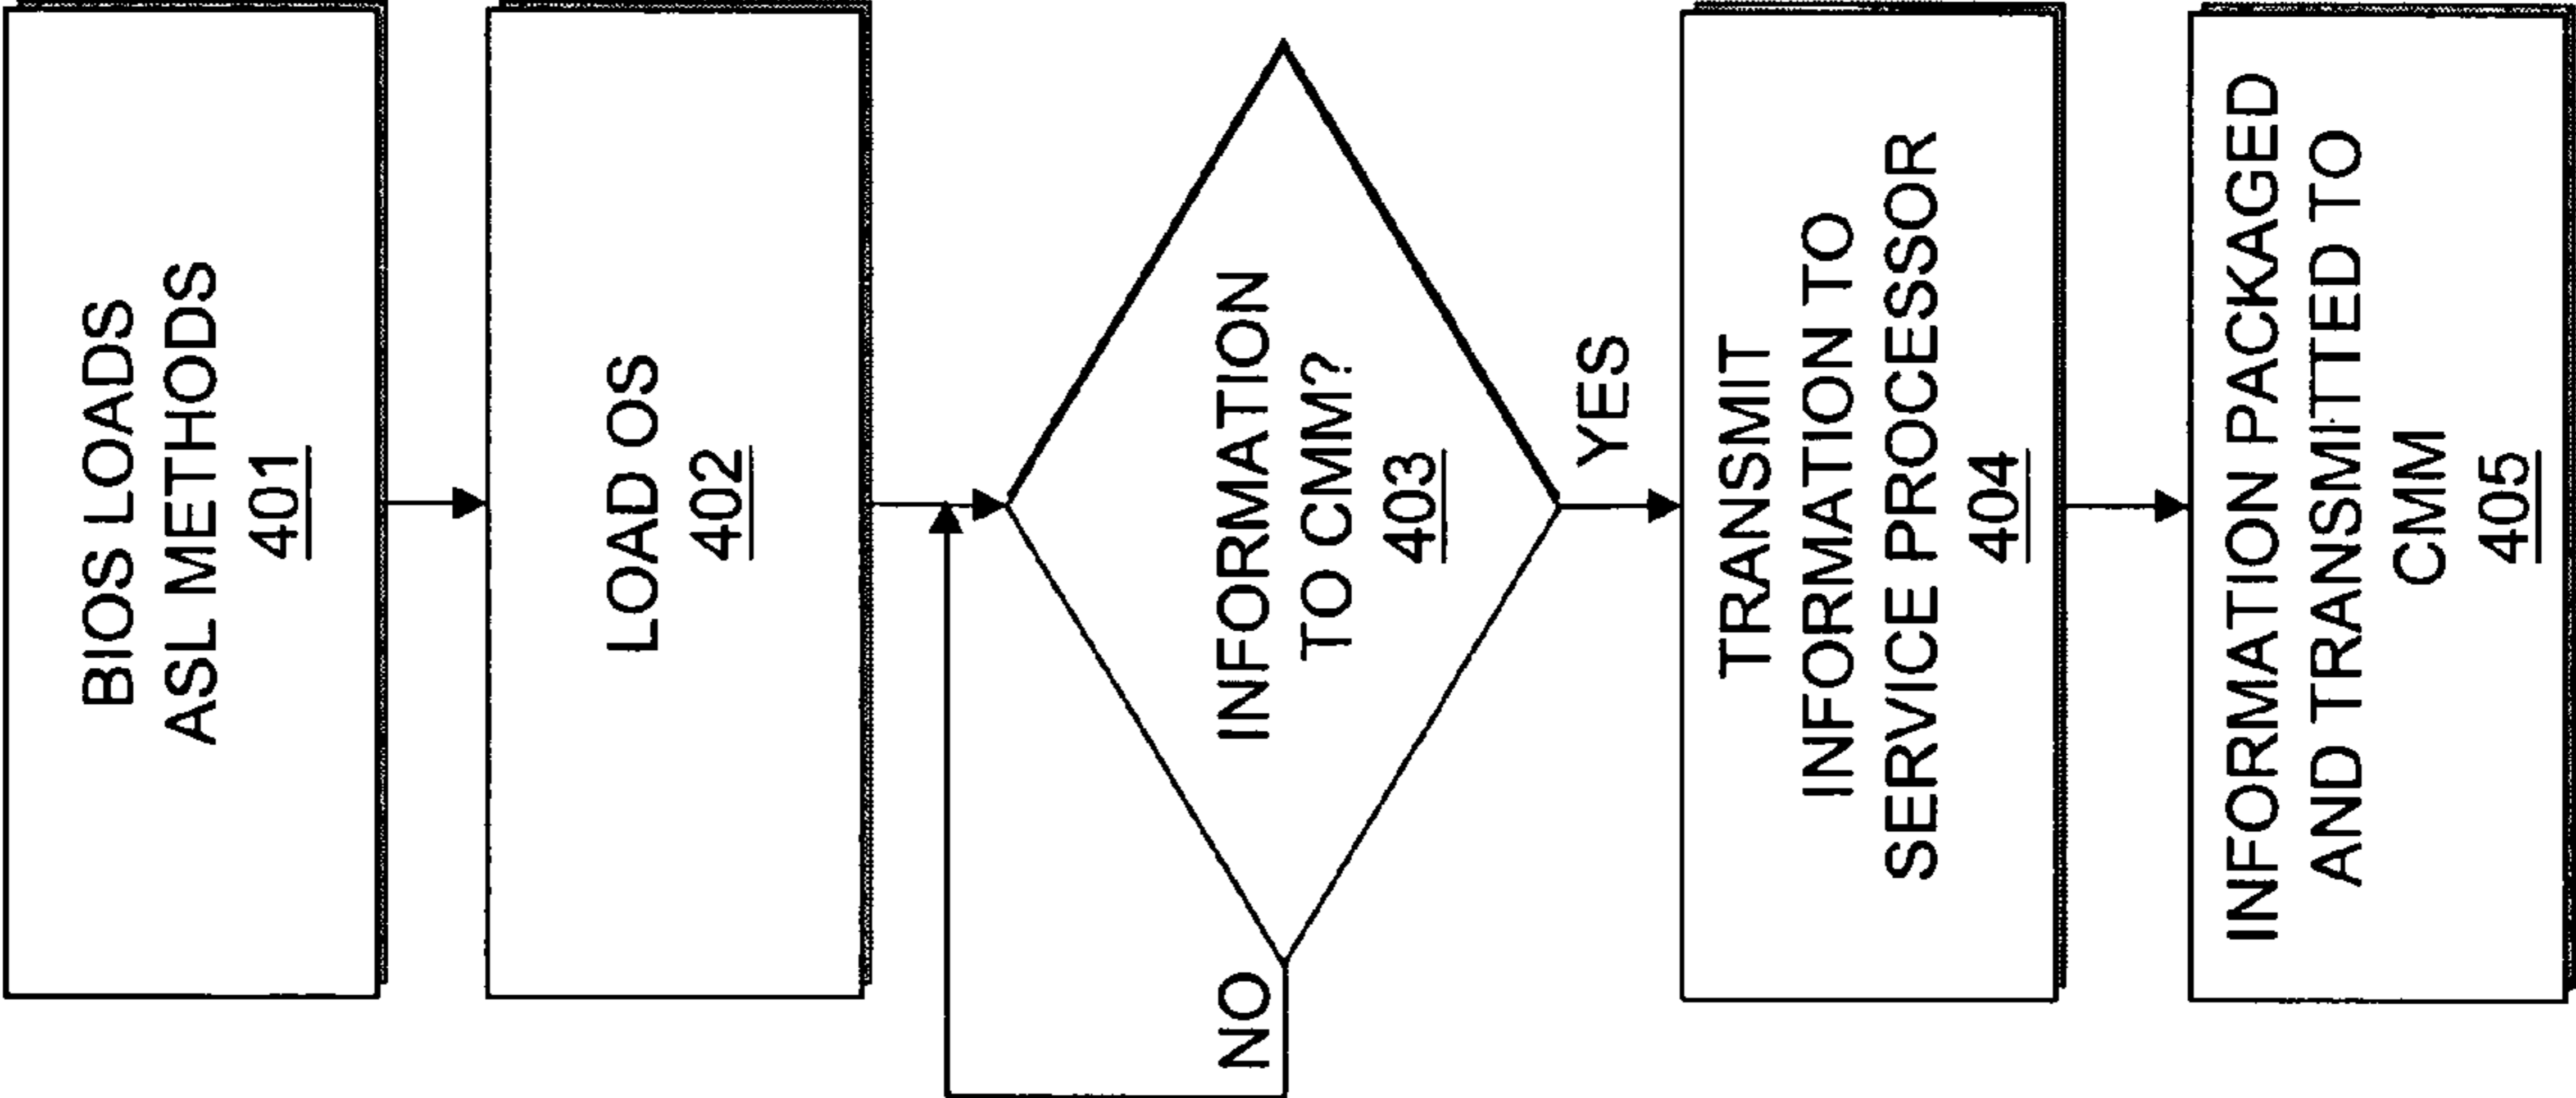 BIOS LOADS
ASL METHODS
401
LOAD OS
402
INFORMATION
TO CMM?
403
NO
YES
TRANSMIT
INFORMATION TO
SERVICE PROCESSOR
404
INFORMATION PACKAGED
AND TRANSMITTED TO
CMM
405